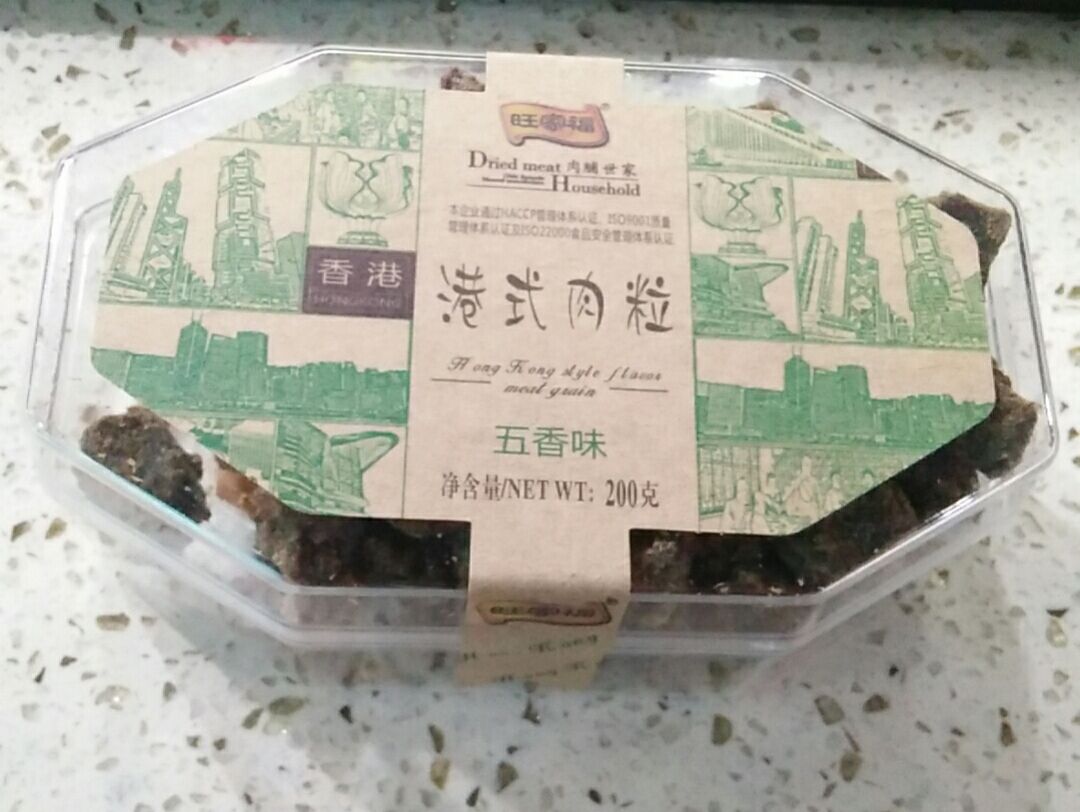 旺家福
Dried meat 肉脯世家
Household
本企业通过HACCP管理体系认证、ISO9001质量
管理体系认证及ISO22000食品安全管理体系认证
香港
HONGKONG
港式肉粒
Hong Kong style flavor
meat grain
五香味
净含量/NET WT: 200克
旺家福